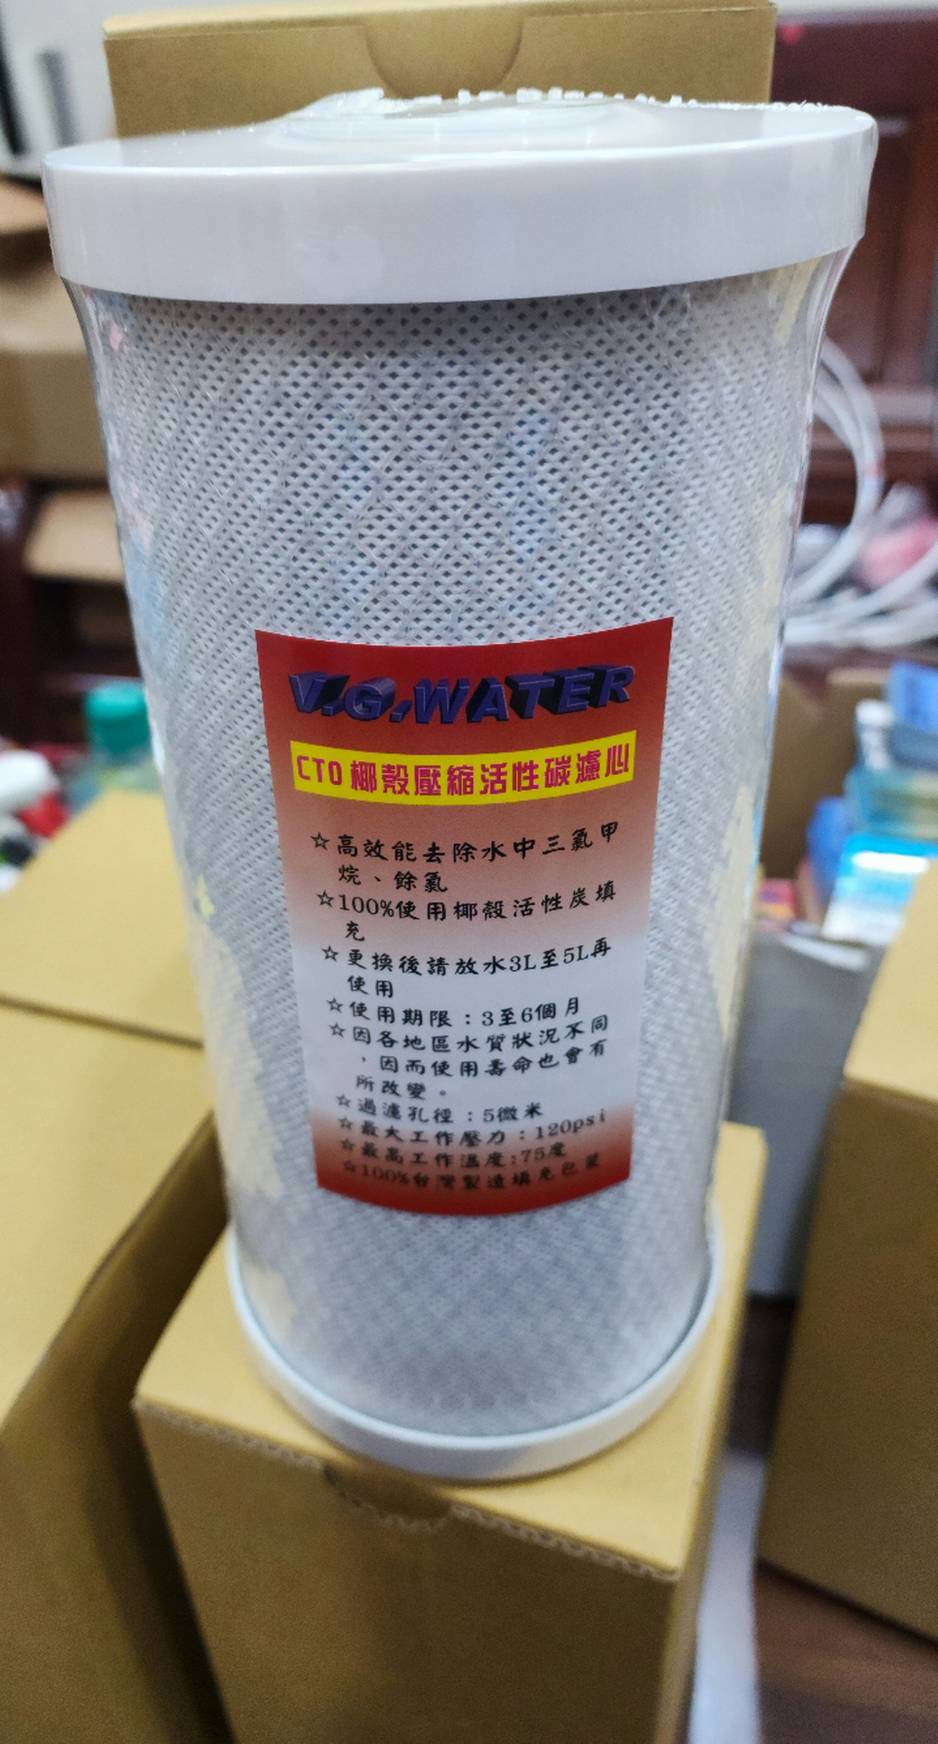 V.G.WATER
CTO 椰殼壓縮活性碳濾心
☆高效能去除水中三氯甲
烷、餘氯
☆100%使用椰殼活性炭填
充
☆更換後請放水3L至5L再
使用
☆使用期限：3至6個月
☆因各地區水質狀況不同
，因而使用壽命也會有
所改變。
☆過濾孔徑：5微米
☆最大工作壓力：120psi
☆最高工作溫度:75度
☆100%台灣製造填充包裝